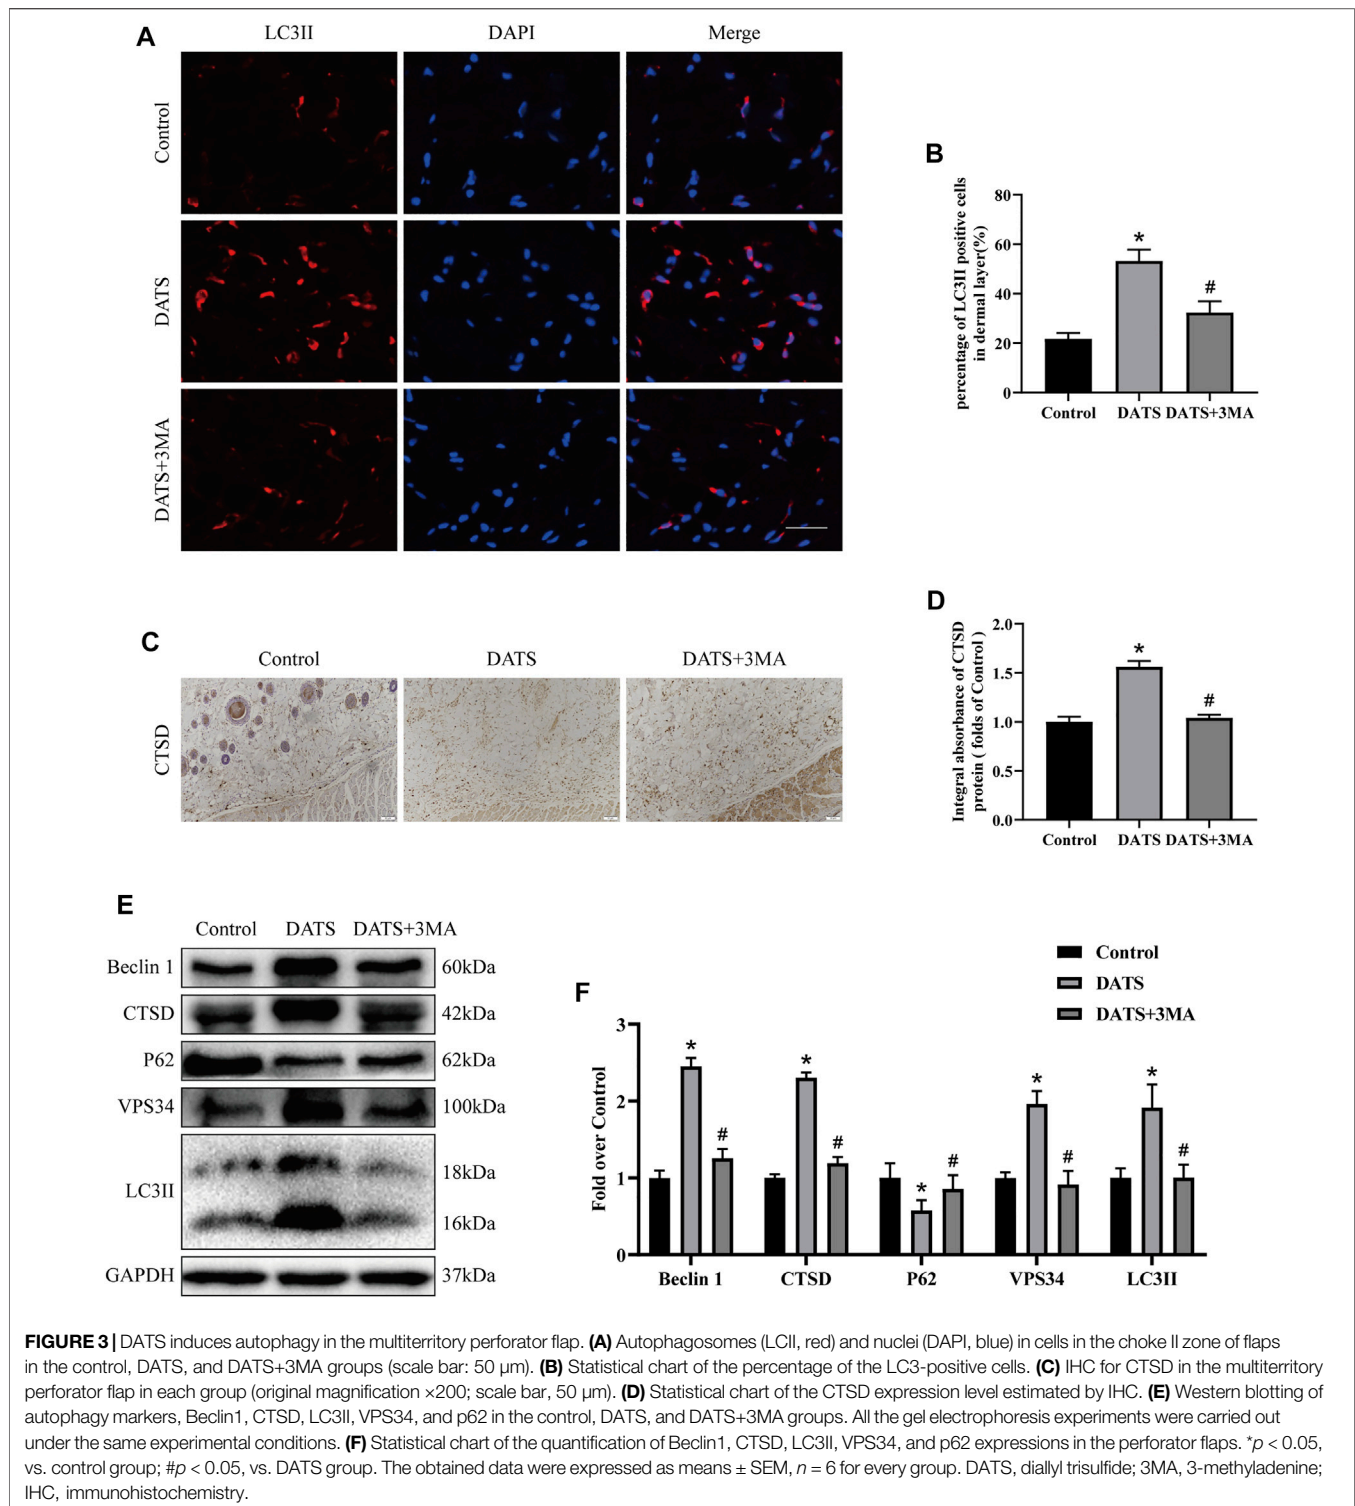 A
LC3II DAPI Merge
Control
DATS
DATS+3MA
B
percentage of LC3II positive cells
in dermal layer(%)
80
60
40
20
0
*
#
Control DATS DATS+3MA
C
Control DATS DATS+3MA
CTSD
D
Integral absorbance of CTSD
protein ( folds of Control )
2.0
1.5
1.0
0.5
0.0
*
#
Control DATS DATS+3MA
E
Control DATS DATS+3MA
Beclin 1 60kDa
CTSD 42kDa
P62 62kDa
VPS34 100kDa
LC3II
18kDa
16kDa
GAPDH 37kDa
F
Control
DATS
DATS+3MA
Fold over Control
3
2
1
0
* # * # * # * # * #
Beclin 1 CTSD P62 VPS34 LC3II
FIGURE 3 | DATS induces autophagy in the multiterritory perforator flap. (A) Autophagosomes (LCII, red) and nuclei (DAPI, blue) in cells in the choke II zone of flaps
in the control, DATS, and DATS+3MA groups (scale bar: 50 µm). (B) Statistical chart of the percentage of the LC3-positive cells. (C) IHC for CTSD in the multiterritory
perforator flap in each group (original magnification ×200; scale bar, 50 µm). (D) Statistical chart of the CTSD expression level estimated by IHC. (E) Western blotting of
autophagy markers, Beclin1, CTSD, LC3II, VPS34, and p62 in the control, DATS, and DATS+3MA groups. All the gel electrophoresis experiments were carried out
under the same experimental conditions. (F) Statistical chart of the quantification of Beclin1, CTSD, LC3II, VPS34, and p62 expressions in the perforator flaps. *p < 0.05,
vs. control group; #p < 0.05, vs. DATS group. The obtained data were expressed as means ± SEM, n = 6 for every group. DATS, diallyl trisulfide; 3MA, 3-methyladenine;
IHC, immunohistochemistry.